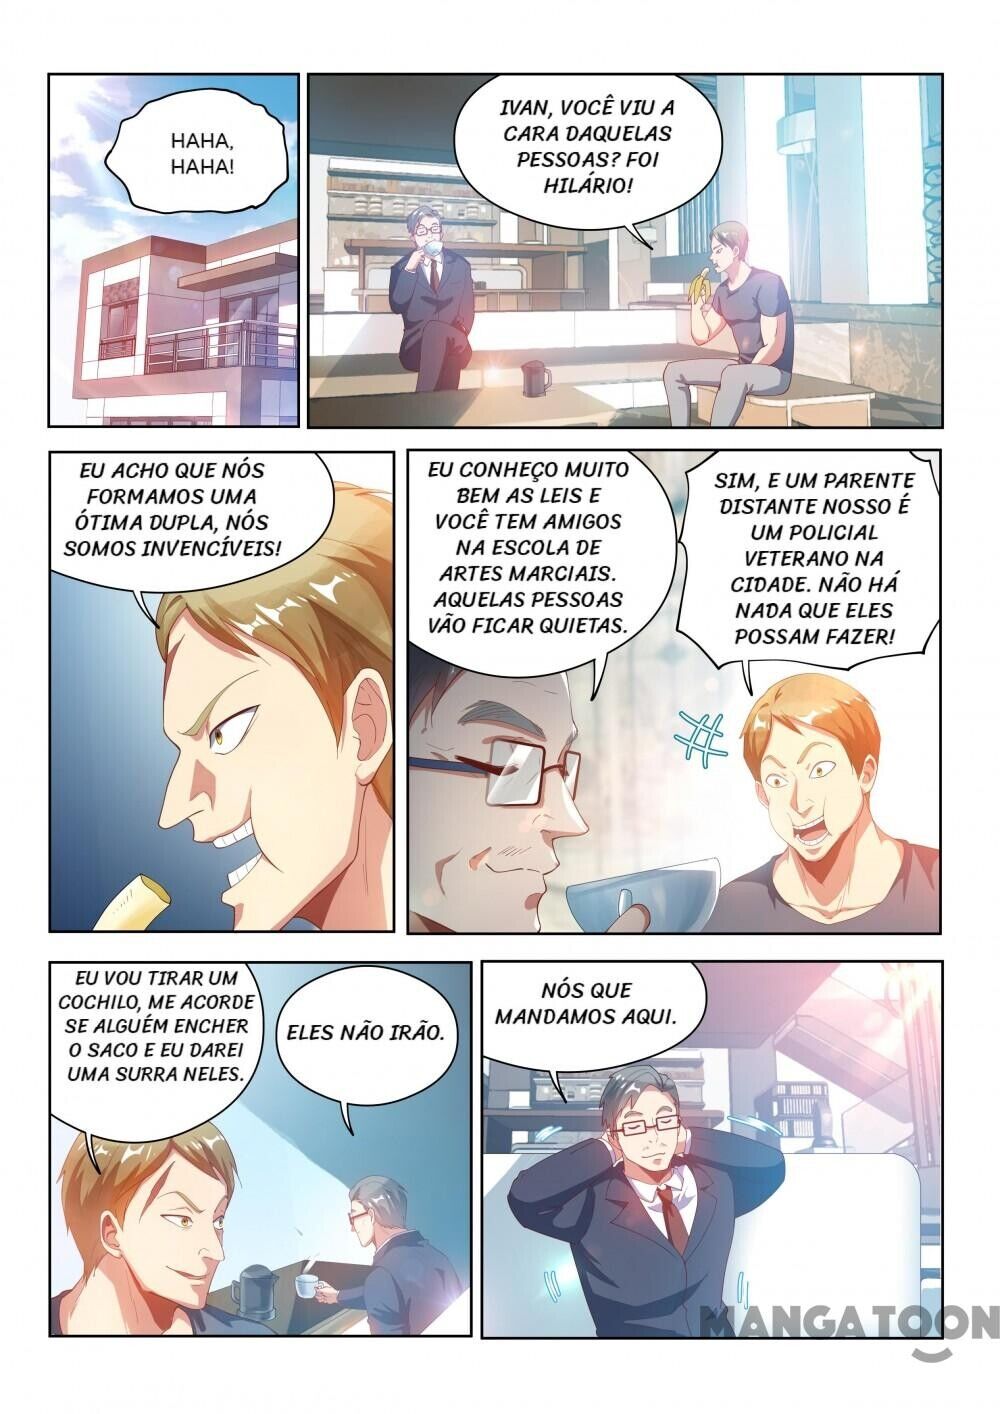 HAHA,
HAHA!
IVAN, VOCÊ VIU A
CARA DAQUELAS
PESSOAS? FOI
HILÁRIO!
EU ACHO QUE NÓS
FORMAMOS UMA
ÓTIMA DUPLA, NÓS
SOMOS INVENCÍVEIS!
EU CONHEÇO MUITO
BEM AS LEIS E
VOCÊ TEM AMIGOS
NA ESCOLA DE
ARTES MARCIAIS.
AQUELAS PESSOAS
VÃO FICAR QUIETAS.
SIM, E UM PARENTE
DISTANTE NOSSO É
UM POLICIAL
VETERANO NA
CIDADE. NÃO HÁ
NADA QUE ELES
POSSAM FAZER!
EU VOU TIRAR UM
COCHILO, ME ACORDE
SE ALGUÉM ENCHER
O SACO E EU DAREI
UMA SURRA NELES.
ELES NÃO IRÃO.
NÓS QUE
MANDAMOS AQUI.
MANGATOON